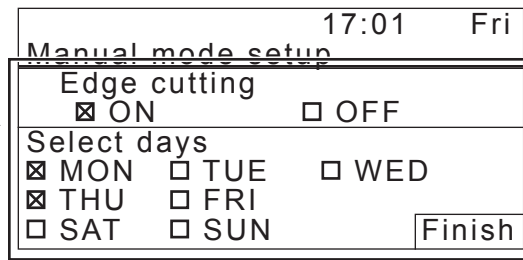 17:01 Fri
Manual mode setup
Edge cutting
☒ ON ☐ OFF
Select days
☒ MON ☐ TUE ☐ WED
☒ THU ☐ FRI
☐ SAT ☐ SUN Finish